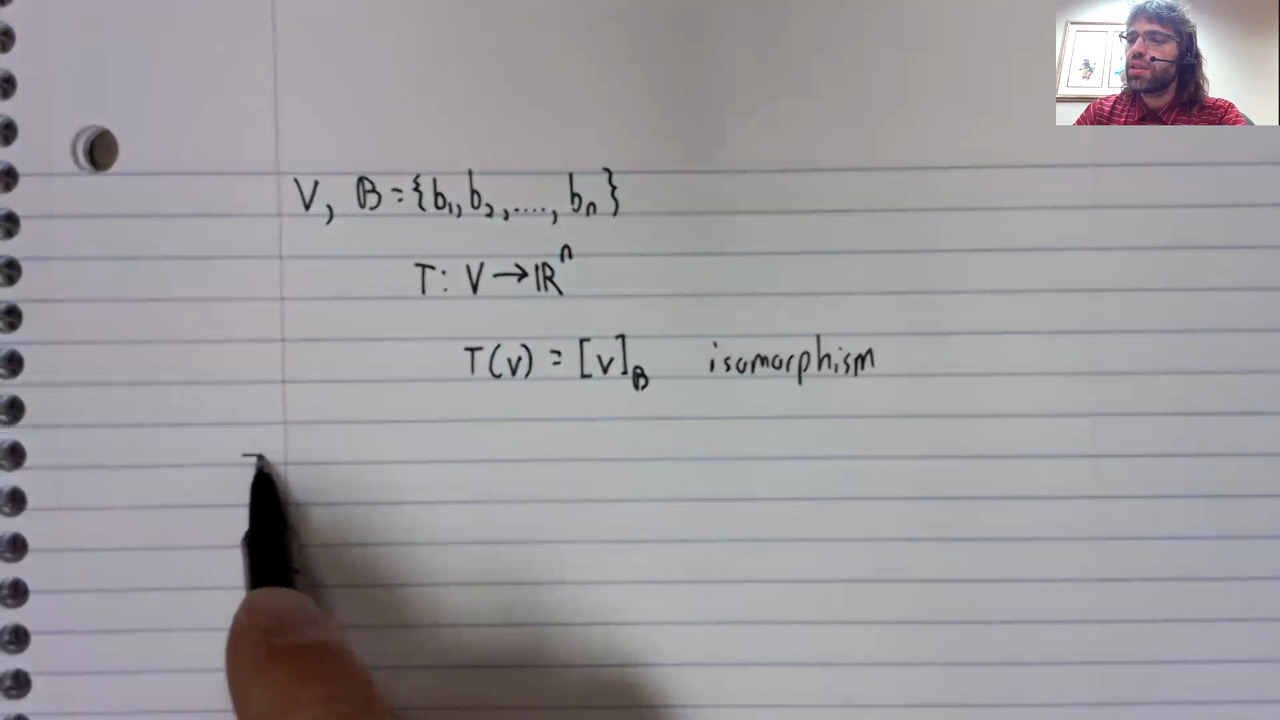 V, B = {b₁, b₂, ...., bₙ}
T: V → ℝⁿ
T(v) = [v]_B isomorphism